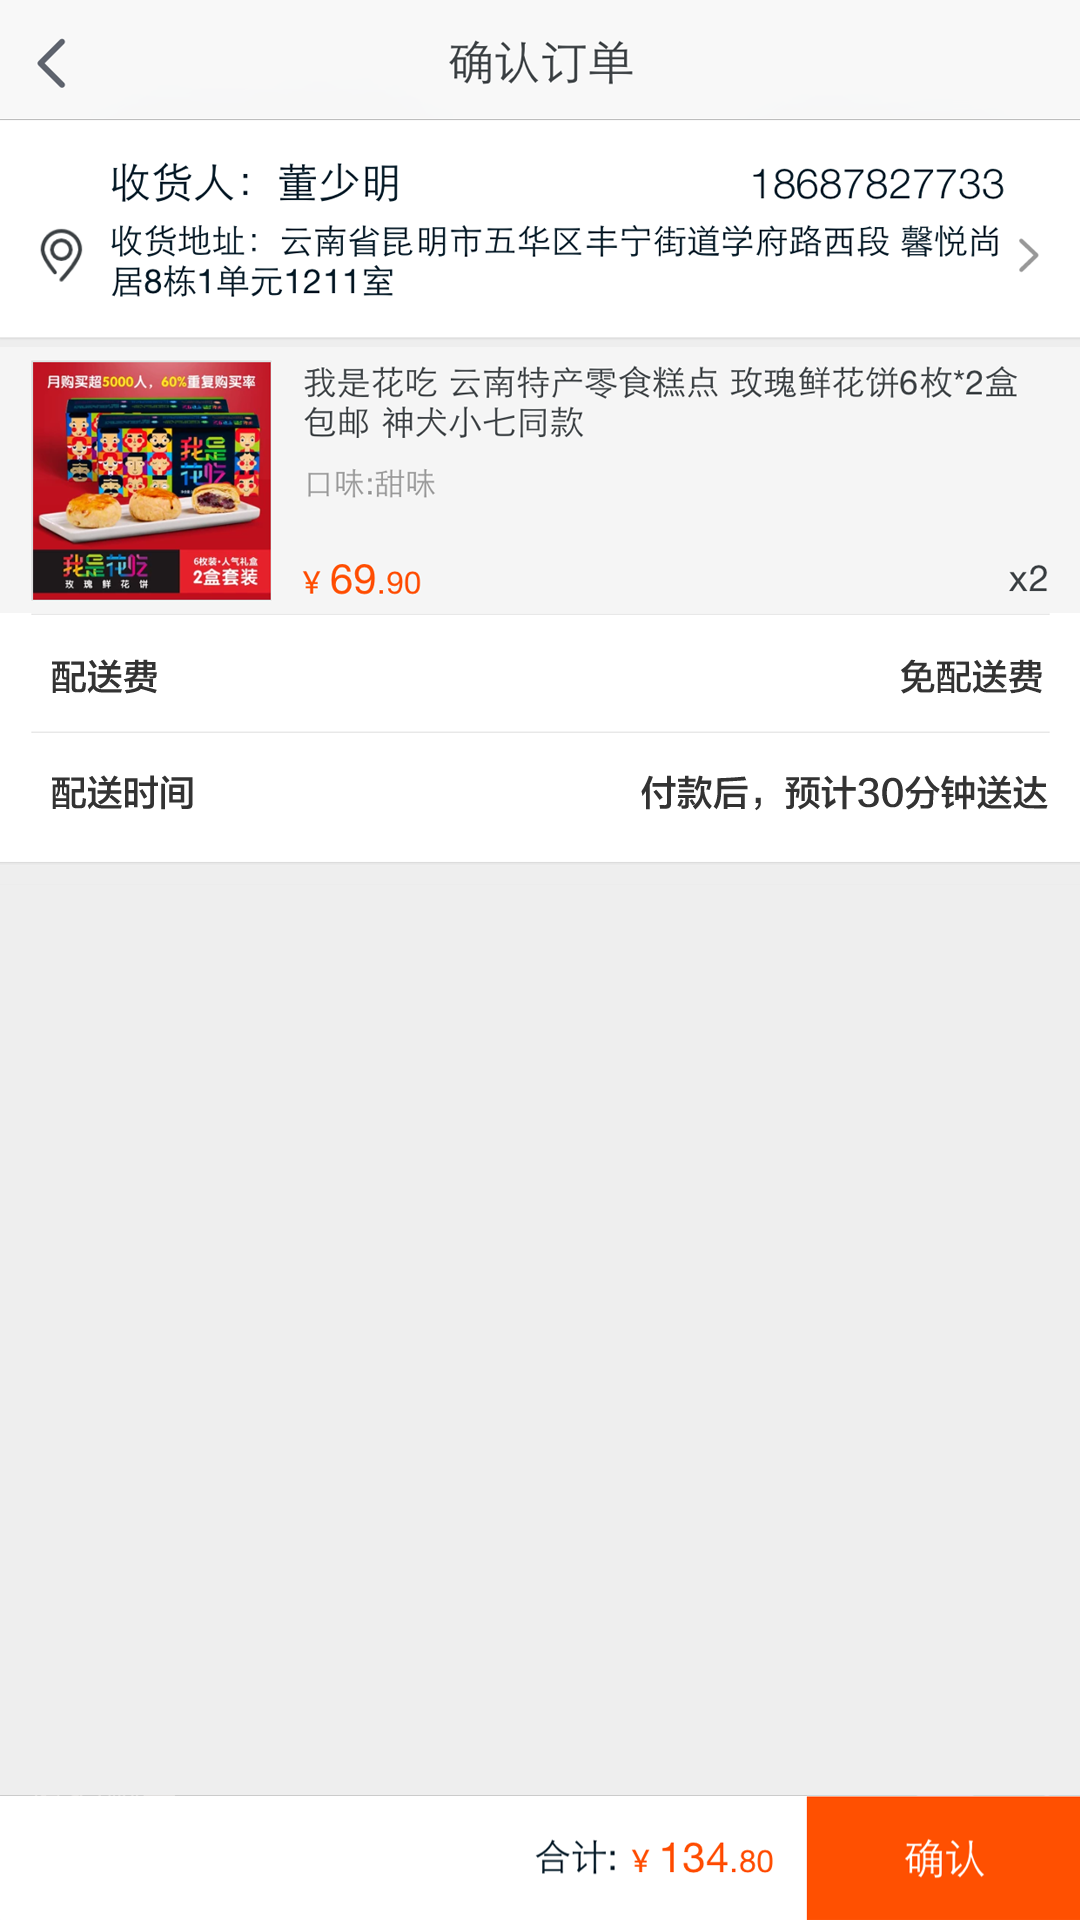 确认订单
收货人：董少明 18687827733
收货地址：云南省昆明市五华区丰宁街道学府路西段 馨悦尚
居8栋1单元1211室
月购买超5000人，60%重复购买率
我是花吃
我是花吃
玫瑰鲜花饼
6枚装·人气礼盒
2盒套装
我是花吃 云南特产零食糕点 玫瑰鲜花饼6枚*2盒
包邮 神犬小七同款
口味:甜味
¥ 69.90 x2
配送费 免配送费
配送时间 付款后，预计30分钟送达
合计: ¥ 134.80 确认